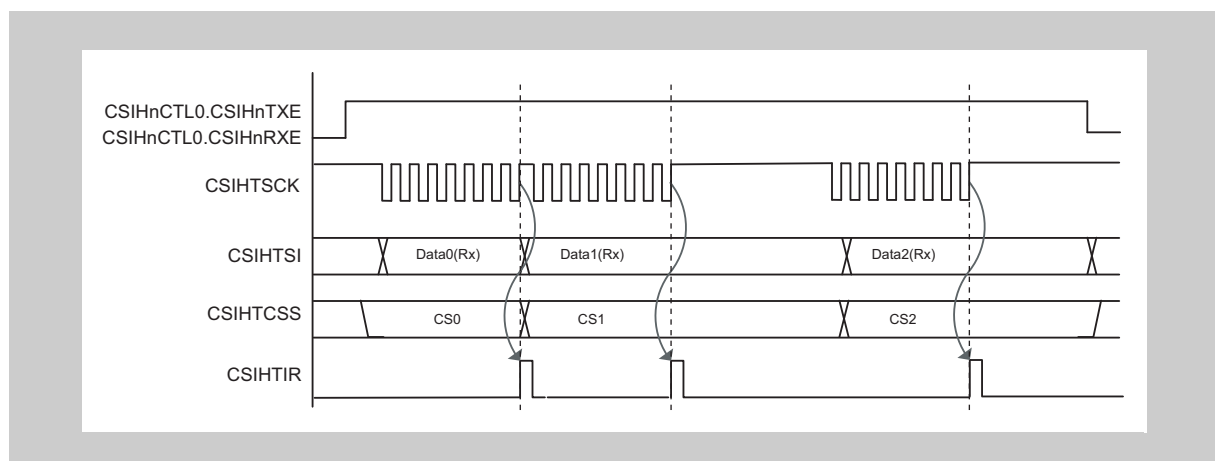 CSIHnCTL0.CSIHnTXE
CSIHnCTL0.CSIHnRXE
CSIHTSCK
CSIHTSI
Data0(Rx)
Data1(Rx)
Data2(Rx)
CSIHTCSS
CS0
CS1
CS2
CSIHTIR